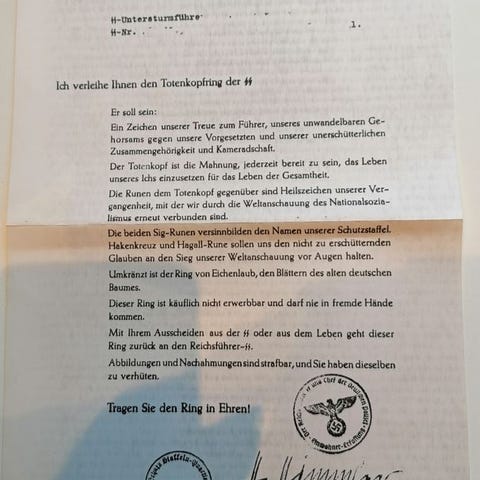 ᛋᛋ-Untersturmführe
ᛋᛋ-Nr. 1.
Ich verleihe Ihnen den Totenkopfring der ᛋᛋ
Er soll sein:
Ein Zeichen unserer Treue zum Führer, unseres unwandelbaren Ge-
horsams gegen unsere Vorgesetzten und unserer unerschütterlichen
Zusammengehörigkeit und Kameradschaft.
Der Totenkopf ist die Mahnung, jederzeit bereit zu sein, das Leben
unseres Ichs einzusetzen für das Leben der Gesamtheit.
Die Runen dem Totenkopf gegenüber sind Heilszeichen unserer Ver-
gangenheit, mit der wir durch die Weltanschauung des Nationalsozia-
lismus erneut verbunden sind.
Die beiden Sig-Runen versinnbilden den Namen unserer Schutzstaffel.
Hakenkreuz und Hagall-Rune sollen uns den nicht zu erschütternden
Glauben an den Sieg unserer Weltanschauung vor Augen halten.
Umkränzt ist der Ring von Eichenlaub, den Blättern des alten deutschen
Baumes.
Dieser Ring ist käuflich nicht erwerbbar und darf nie in fremde Hände
kommen.
Mit Ihrem Ausscheiden aus der ᛋᛋ oder aus dem Leben geht dieser
Ring zurück an den Reichsführer-ᛋᛋ.
Abbildungen und Nachahmungen sind strafbar, und Sie haben dieselben
zu verhüten.
Tragen Sie den Ring in Ehren!